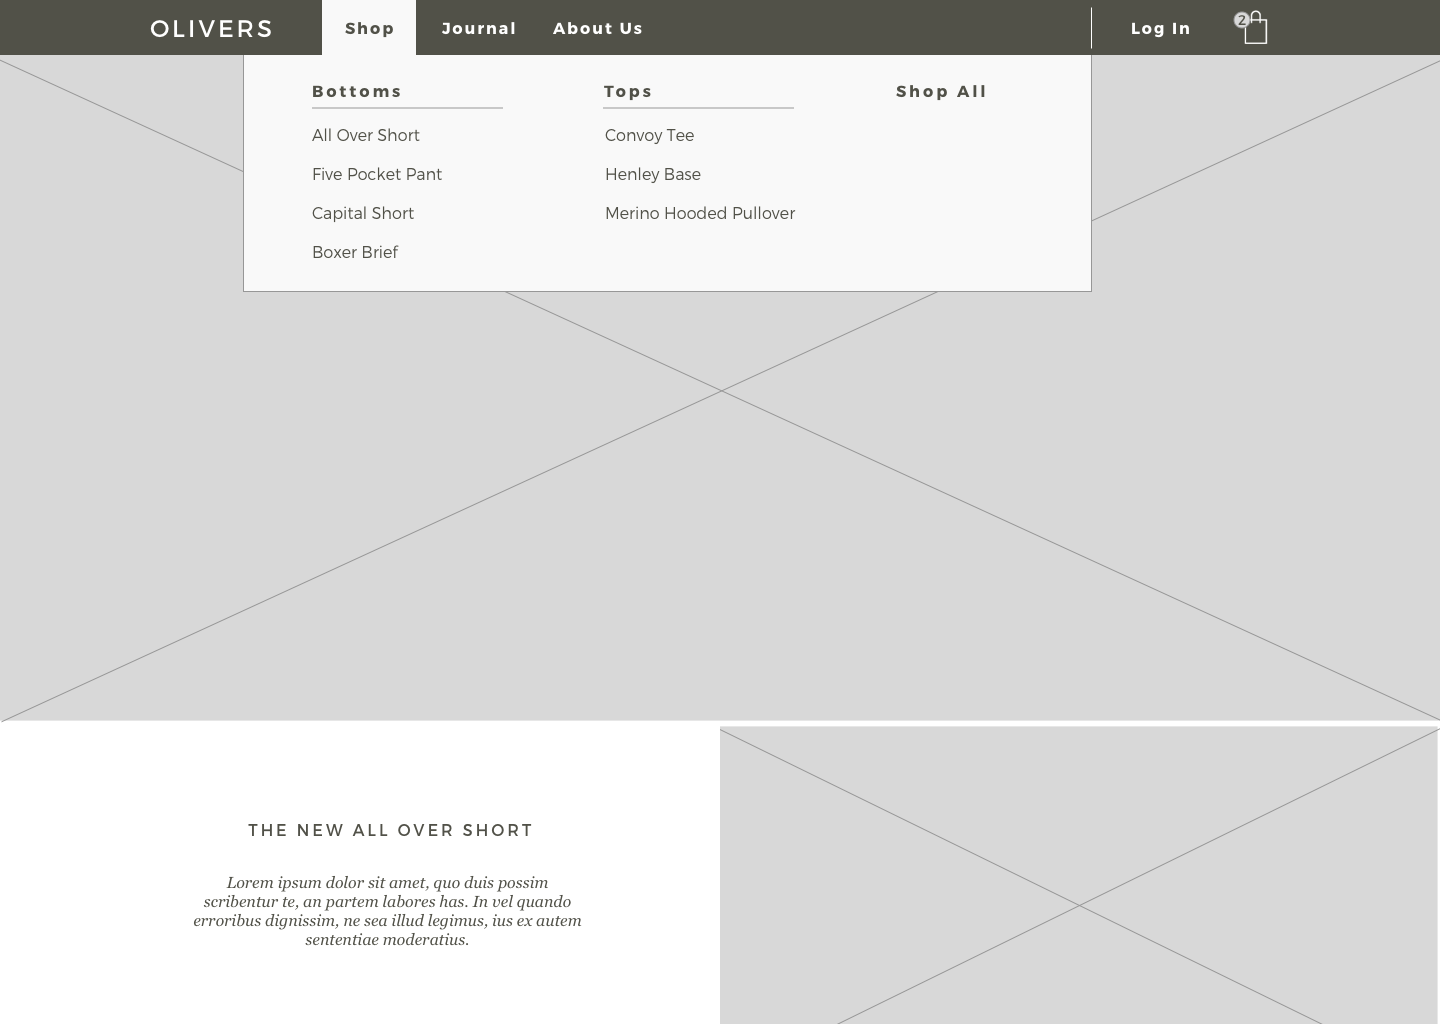 OLIVERS
Shop
Journal
About Us
Log In
2
Bottoms
All Over Short
Five Pocket Pant
Capital Short
Boxer Brief
Tops
Convoy Tee
Henley Base
Merino Hooded Pullover
Shop All
THE NEW ALL OVER SHORT
Lorem ipsum dolor sit amet, quo duis possim
scribentur te, an partem labores has. In vel quando
erroribus dignissim, ne sea illud legimus, ius ex autem
sententiae moderatius.